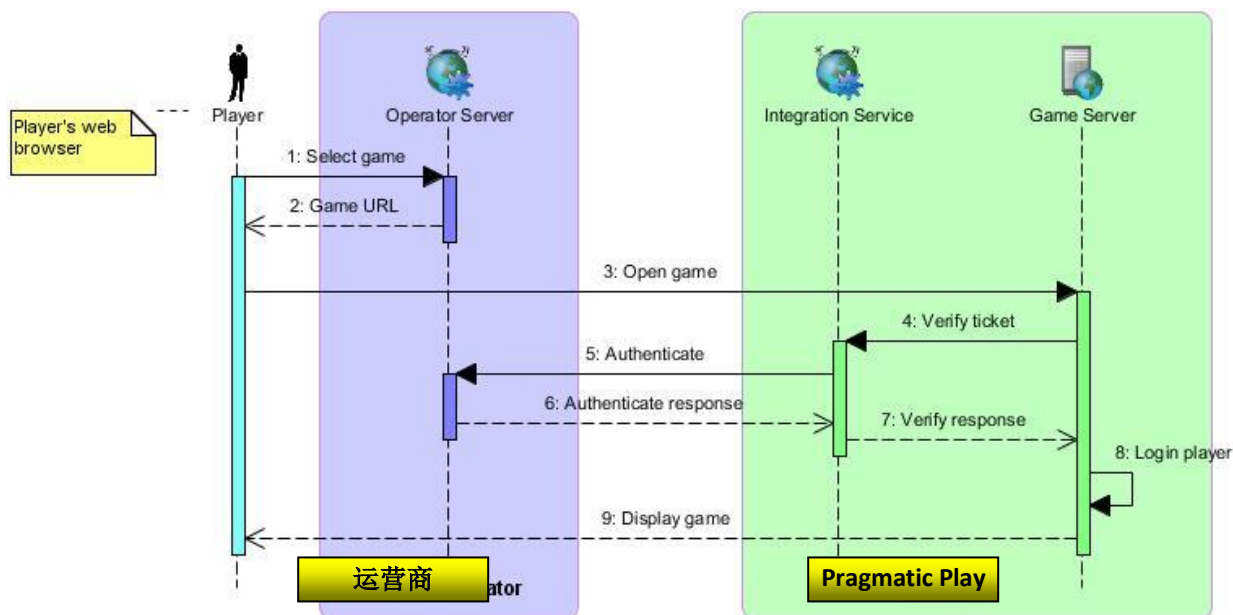 Player
Operator Server
Integration Service
Game Server
Player's web
browser
1: Select game
2: Game URL
3: Open game
4: Verify ticket
5: Authenticate
6: Authenticate response
7: Verify response
8: Login player
9: Display game
运营商
ator
Pragmatic Play